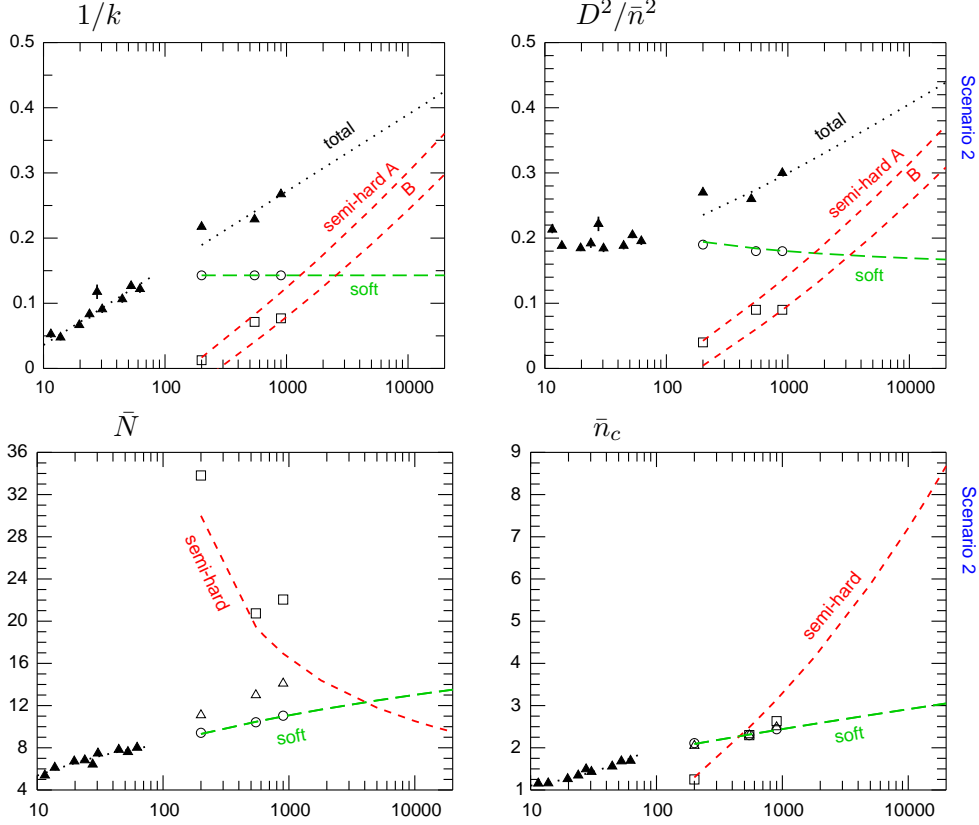 1/k
D²/n̄²
0.5
0.4
0.3
0.2
0.1
0
10
100
1000
10000
total
semi-hard A
B
soft
0.5
0.4
0.3
0.2
0.1
0
10
100
1000
10000
total
semi-hard A
B
soft
Scenario 2
N̄
n̄c
36
32
28
24
20
16
12
8
4
10
100
1000
10000
semi-hard
soft
9
8
7
6
5
4
3
2
1
10
100
1000
10000
semi-hard
soft
Scenario 2